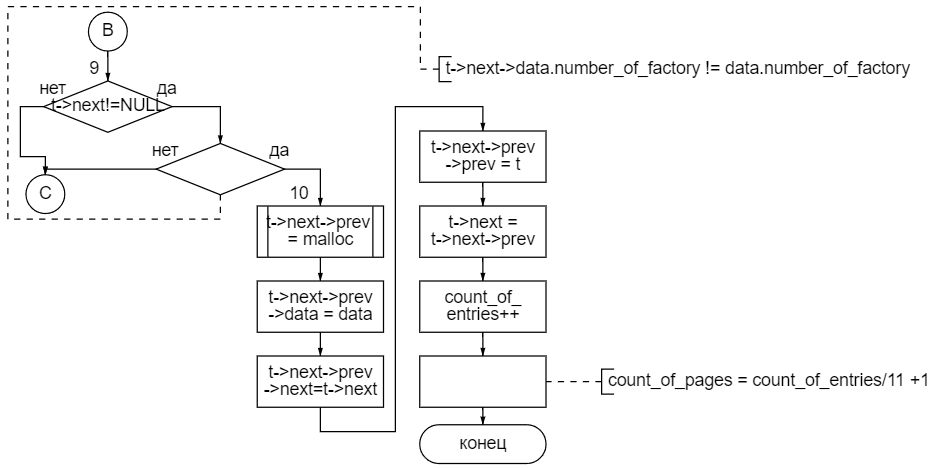 B
9
t->next->data.number_of_factory != data.number_of_factory
нет
да
t->next!=NULL
нет
да
C
10
t->next->prev
= malloc
t->next->prev
->data = data
t->next->prev
->next=t->next
t->next->prev
->prev = t
t->next =
t->next->prev
count_of_
entries++
count_of_pages = count_of_entries/11 +1
конец